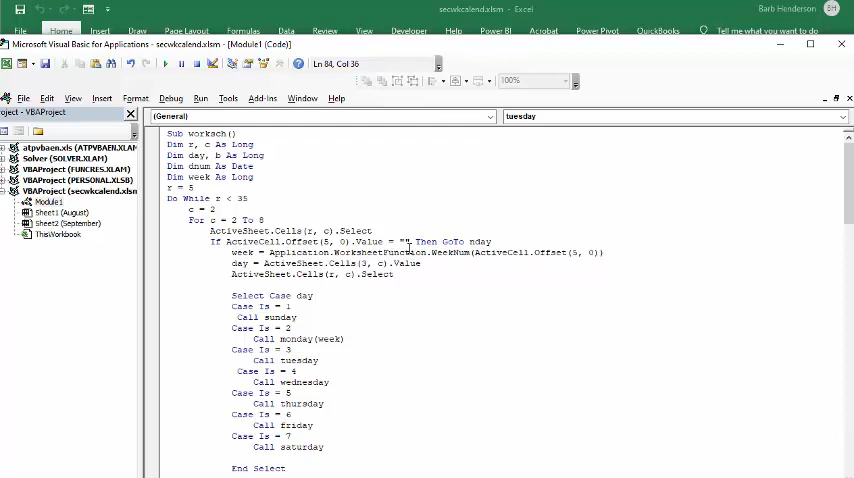 secwkcalend.xlsm - Excel
Barb Henderson
BH
File Home Insert Draw Page Layout Formulas Data Review View Developer Help Power BI Acrobat Power Pivot QuickBooks Tell me what you want to do
Microsoft Visual Basic for Applications - secwkcalend.xlsm - [Module1 (Code)]
Ln 84, Col 36
100%
File Edit View Insert Format Debug Run Tools Add-Ins Window Help
oject - VBAProject
(General)
tuesday
atpvbaen.xls (ATPVBAEN.XLAM
Solver (SOLVER.XLAM)
VBAProject (FUNCRES.XLAM)
VBAProject (PERSONAL.XLSB)
VBAProject (secwkcalend.xlsm
Module1
Sheet1 (August)
Sheet2 (September)
ThisWorkbook
Sub worksch()
Dim r, c As Long
Dim day, b As Long
Dim dnum As Date
Dim week As Long
r = 5
Do While r < 35
c = 2
For c = 2 To 8
ActiveSheet.Cells(r, c).Select
If ActiveCell.Offset(5, 0).Value = "" Then GoTo nday
week = Application.WorksheetFunction.WeekNum(ActiveCell.Offset(5, 0))
day = ActiveSheet.Cells(3, c).Value
ActiveSheet.Cells(r, c).Select
Select Case day
Case Is = 1
Call sunday
Case Is = 2
Call monday(week)
Case Is = 3
Call tuesday
Case Is = 4
Call wednesday
Case Is = 5
Call thursday
Case Is = 6
Call friday
Case Is = 7
Call saturday
End Select